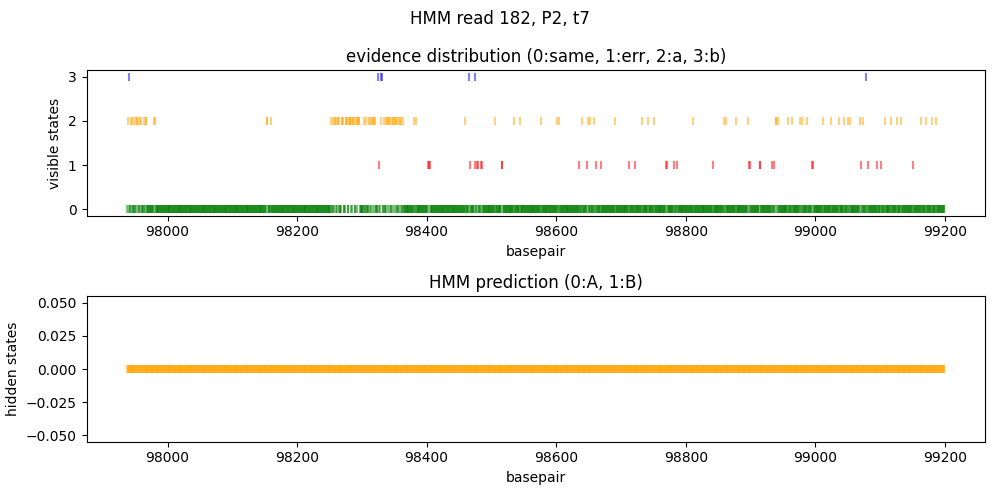 HMM read 182, P2, t7
evidence distribution (0:same, 1:err, 2:a, 3:b)
visible states
3
2
1
0
98000 98200 98400 98600 98800 99000 99200
basepair
HMM prediction (0:A, 1:B)
hidden states
0.050
0.025
0.000
−0.025
−0.050
98000 98200 98400 98600 98800 99000 99200
basepair